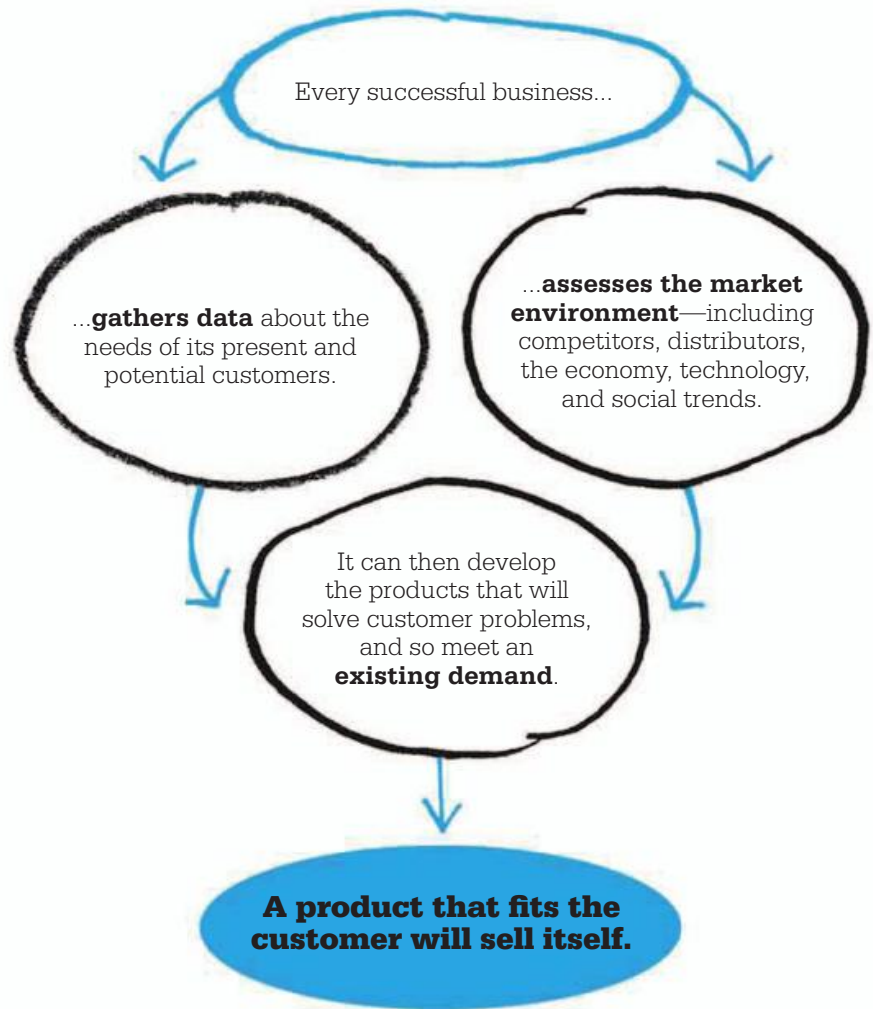 Every successful business...
...gathers data about the
needs of its present and
potential customers.
...assesses the market
environment—including
competitors, distributors,
the economy, technology,
and social trends.
It can then develop
the products that will
solve customer problems,
and so meet an
existing demand.
A product that fits the
customer will sell itself.